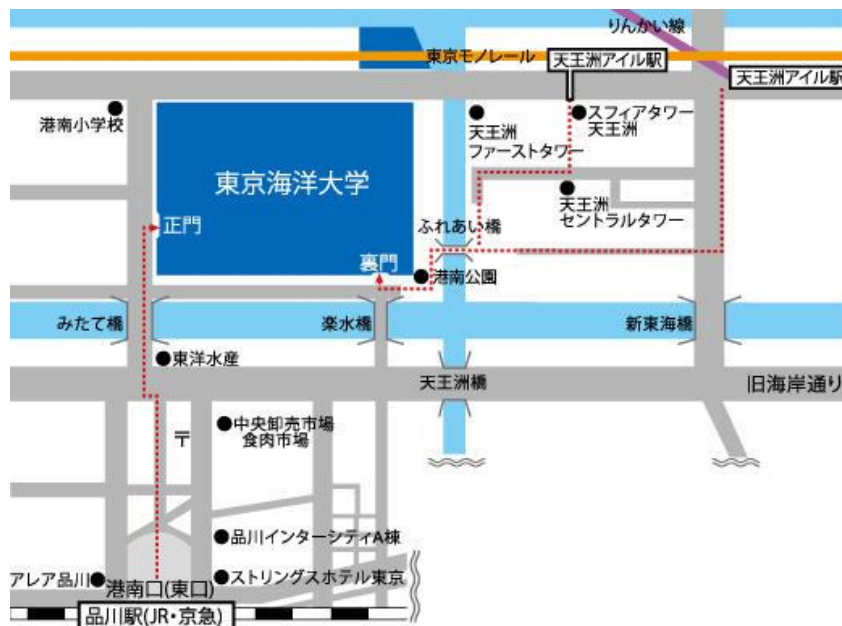 りんかい線
東京モノレール
天王洲アイル駅
天王洲アイル駅
港南小学校
天王洲
ファーストタワー
スフィアタワー
天王洲
東京海洋大学
天王洲
セントラルタワー
正門
ふれあい橋
裏門
港南公園
みたて橋
楽水橋
新東海橋
東洋水産
天王洲橋
旧海岸通り
中央卸売市場
食肉市場
〒
品川インターシティA棟
アレア品川
港南口(東口)
ストリングスホテル東京
品川駅(JR・京急)